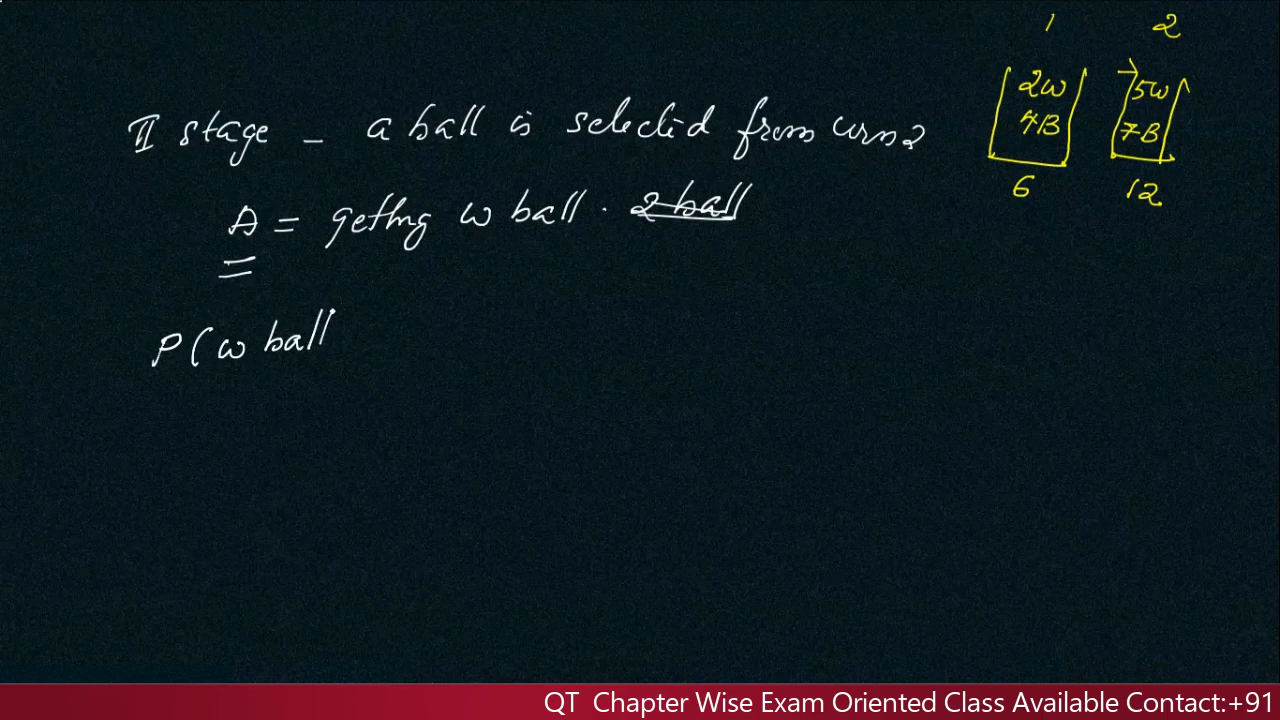 1 2
2W 5W
4B 7B
6 12
II stage - a ball is selected from urn 2
A = getting W ball. 2 ball
P(W ball
QT Chapter Wise Exam Oriented Class Available Contact:+91